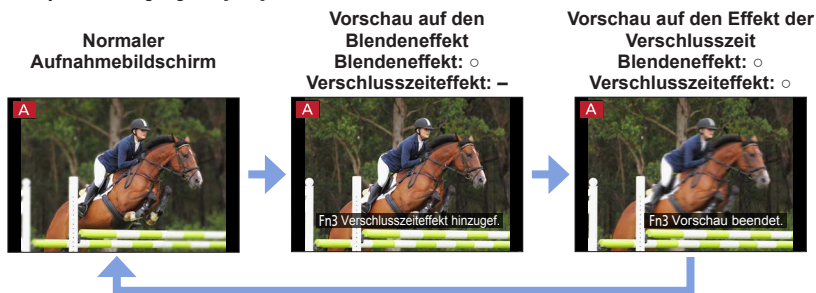 Normaler
Aufnahmebildschirm
Vorschau auf den
Blendeneffekt
Blendeneffekt: ○
Verschlusszeiteffekt: –
Vorschau auf den Effekt der
Verschlusszeit
Blendeneffekt: ○
Verschlusszeiteffekt: ○
A
A
Fn3 Verschlusszeiteffekt hinzugef.
A
Fn3 Vorschau beendet.